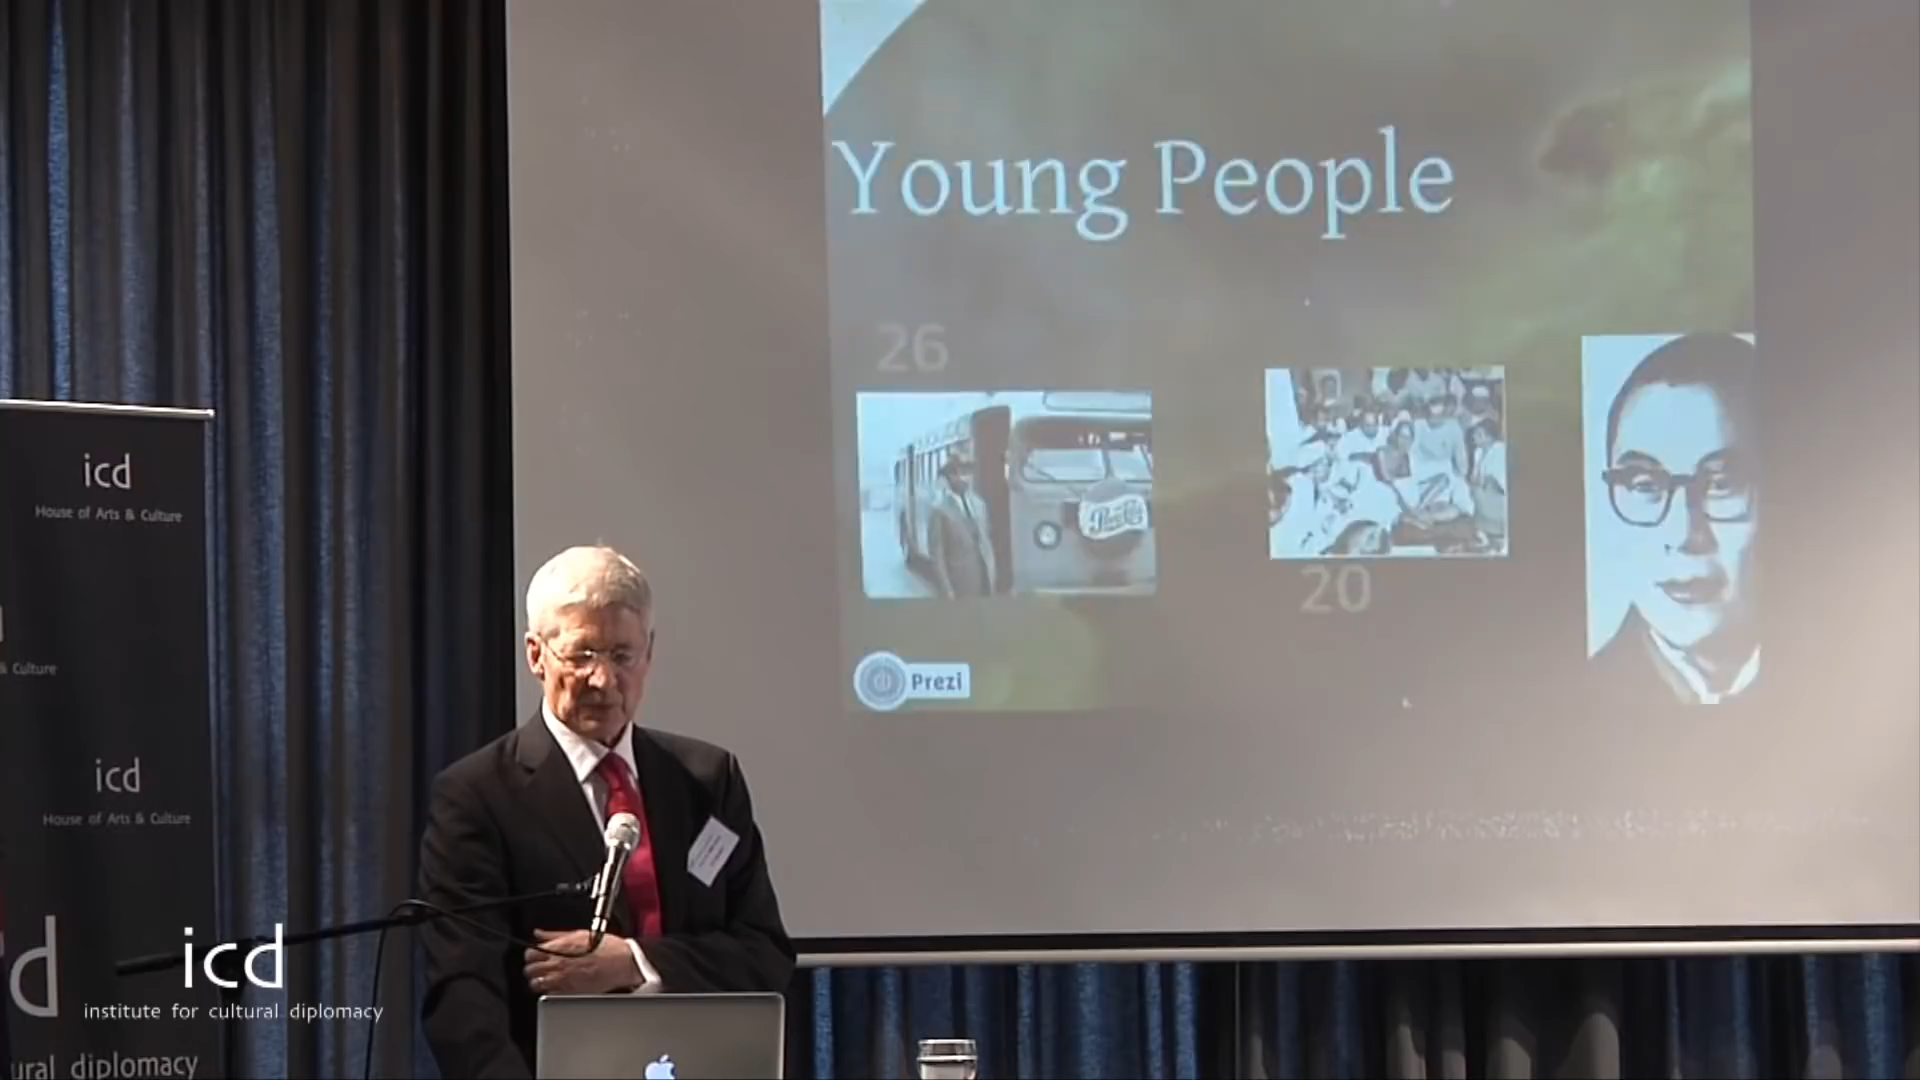 Young People
26
20
Prezi
icd
House of Arts & Culture
& Culture
icd
House of Arts & Culture
d
ural diplomacy
icd
institute for cultural diplomacy